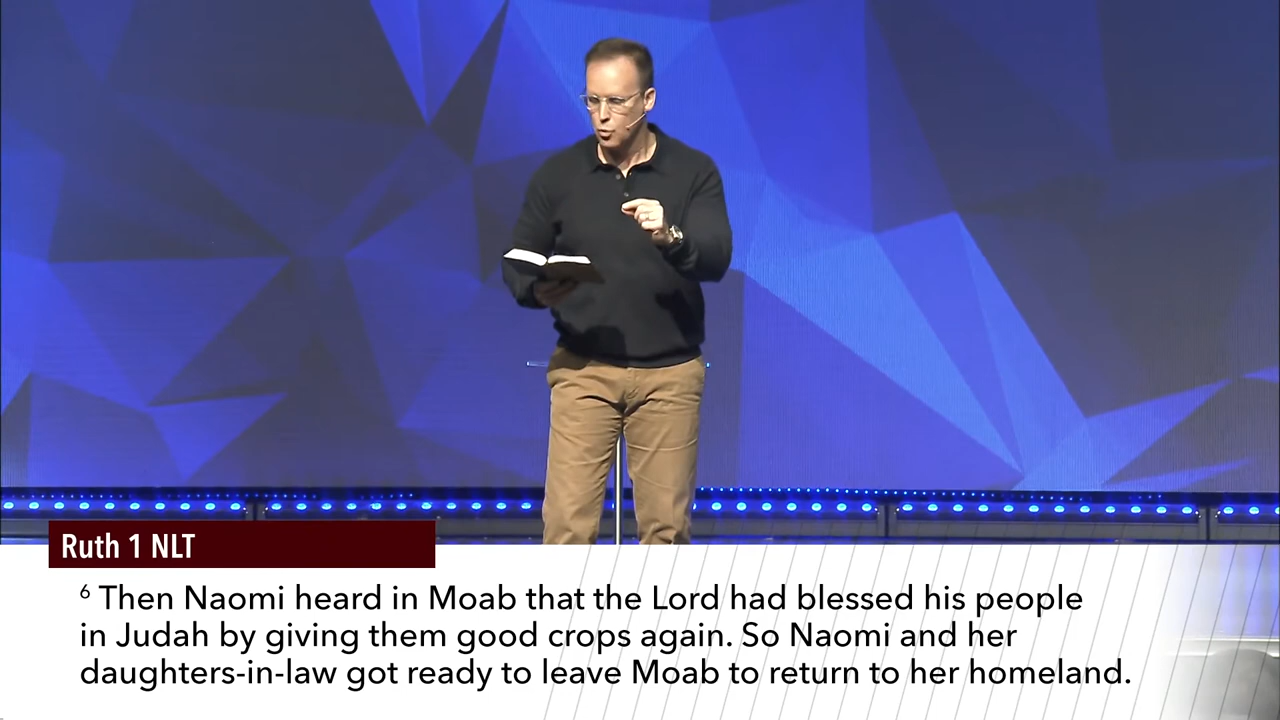 Ruth 1 NLT
⁶ Then Naomi heard in Moab that the Lord had blessed his people
in Judah by giving them good crops again. So Naomi and her
daughters-in-law got ready to leave Moab to return to her homeland.